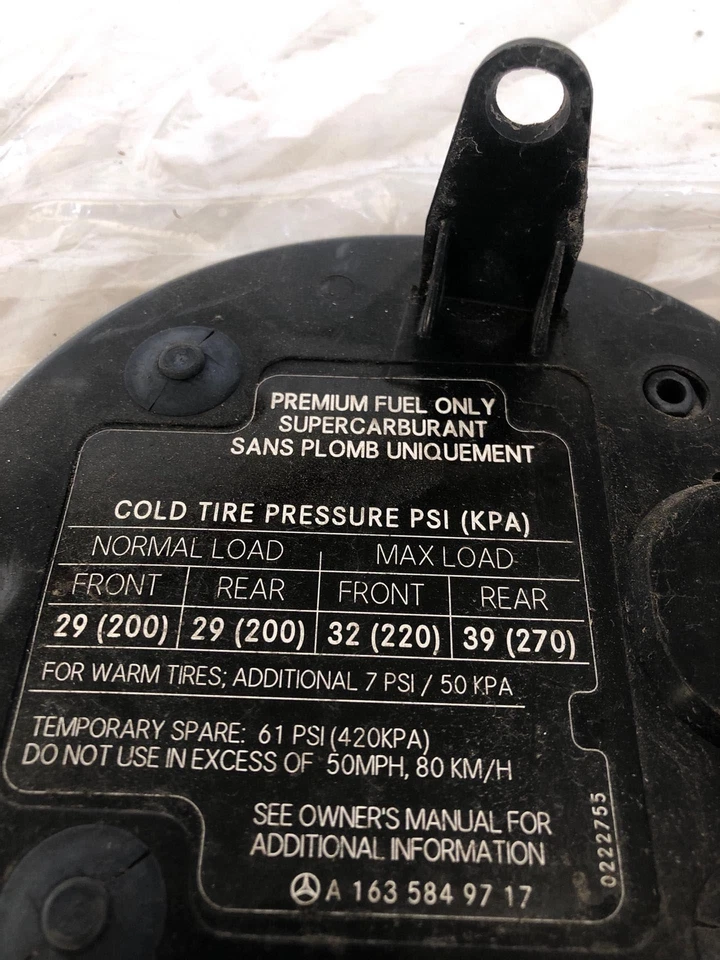 PREMIUM FUEL ONLY
SUPERCARBURANT
SANS PLOMB UNIQUEMENT
COLD TIRE PRESSURE PSI (KPA)
NORMAL LOAD MAX LOAD
FRONT REAR FRONT REAR
29 (200) 29 (200) 32 (220) 39 (270)
FOR WARM TIRES; ADDITIONAL 7 PSI / 50 KPA
TEMPORARY SPARE: 61 PSI (420KPA)
DO NOT USE IN EXCESS OF 50MPH, 80 KM/H
SEE OWNER'S MANUAL FOR
ADDITIONAL INFORMATION
A 163 584 97 17
0222755